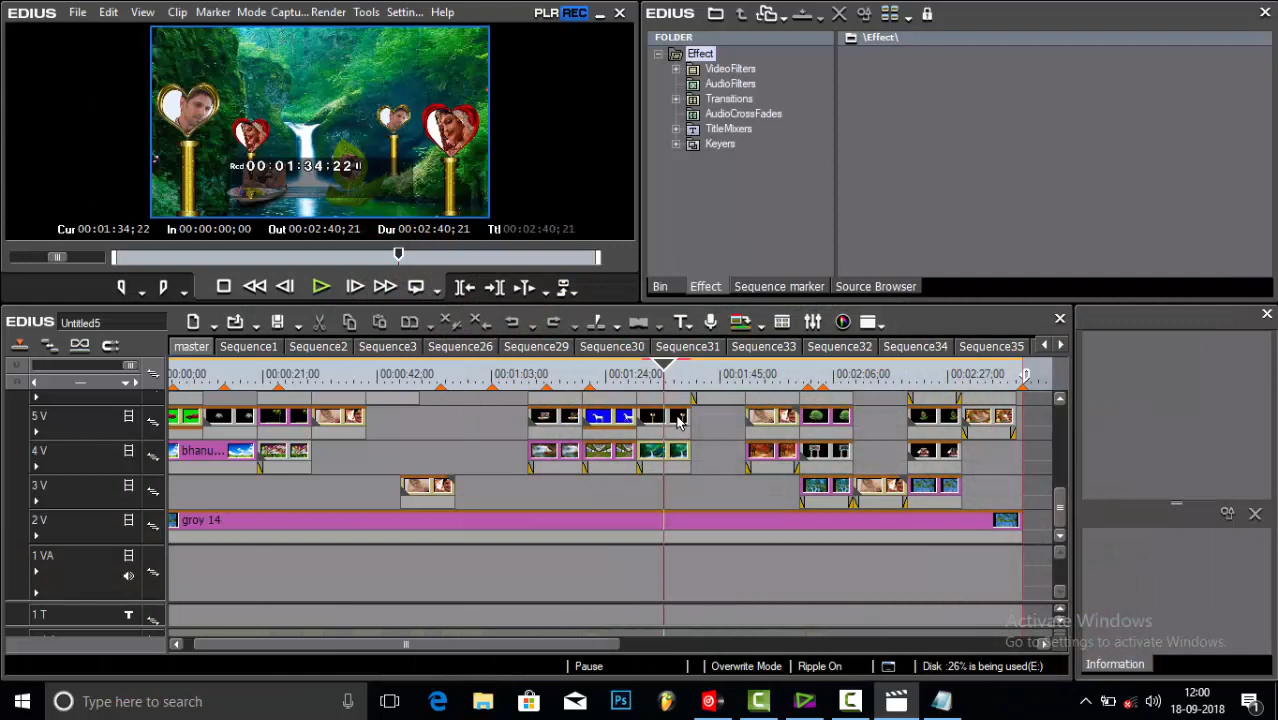 EDIUS File Edit View Clip Marker Mode Captu... Render Tools Settin... Help PLR REC
Rcd 00:01:34:22
Cur 00:01:34;22 In 00:00:00;00 Out 00:02:40;21 Dur 00:02:40;21 Ttl 00:02:40;21
EDIUS
FOLDER
\Effect\
Effect
VideoFilters
AudioFilters
Transitions
AudioCrossFades
TitleMixers
Keyers
Bin Effect Sequence marker Source Browser
EDIUS Untitled5
master Sequence1 Sequence2 Sequence3 Sequence26 Sequence29 Sequence30 Sequence31 Sequence33 Sequence32 Sequence34 Sequence35
00:00;00 00:00:21;00 00:00:42;00 00:01:03;00 00:01:24;00 00:01:45;00 00:02:06;00 00:02:27;00
5 V
4 V bhanu...
3 V
2 V groy 14
1 VA
1 T
Activate Windows
Go to Settings to activate Windows.
Information
Pause Overwrite Mode Ripple On Disk :26% is being used(E:)
Type here to search
12:00
18-09-2018